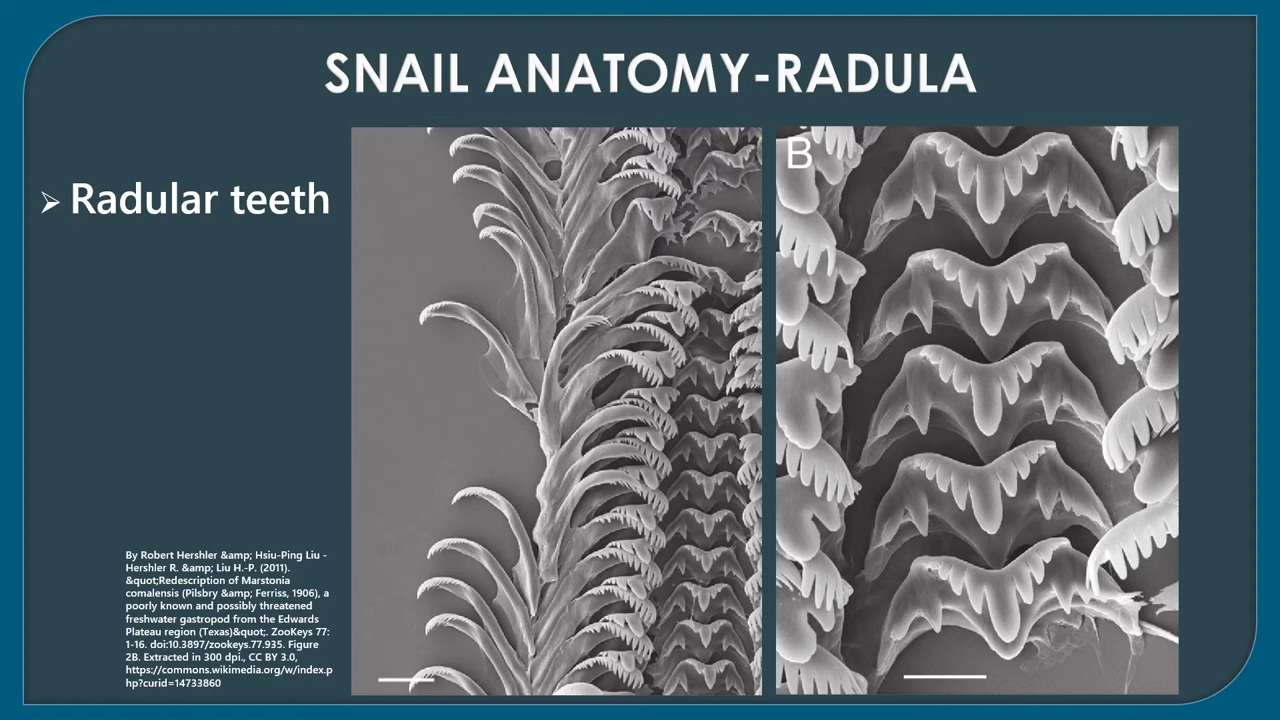 SNAIL ANATOMY-RADULA
Radular teeth
B
By Robert Hershler &amp; Hsiu-Ping Liu -
Hershler R. &amp; Liu H.-P. (2011).
&quot;Redescription of Marstonia
comalensis (Pilsbry &amp; Ferriss, 1906), a
poorly known and possibly threatened
freshwater gastropod from the Edwards
Plateau region (Texas)&quot;. ZooKeys 77:
1-16. doi:10.3897/zookeys.77.935. Figure
2B. Extracted in 300 dpi., CC BY 3.0,
https://commons.wikimedia.org/w/index.p
hp?curid=14733860